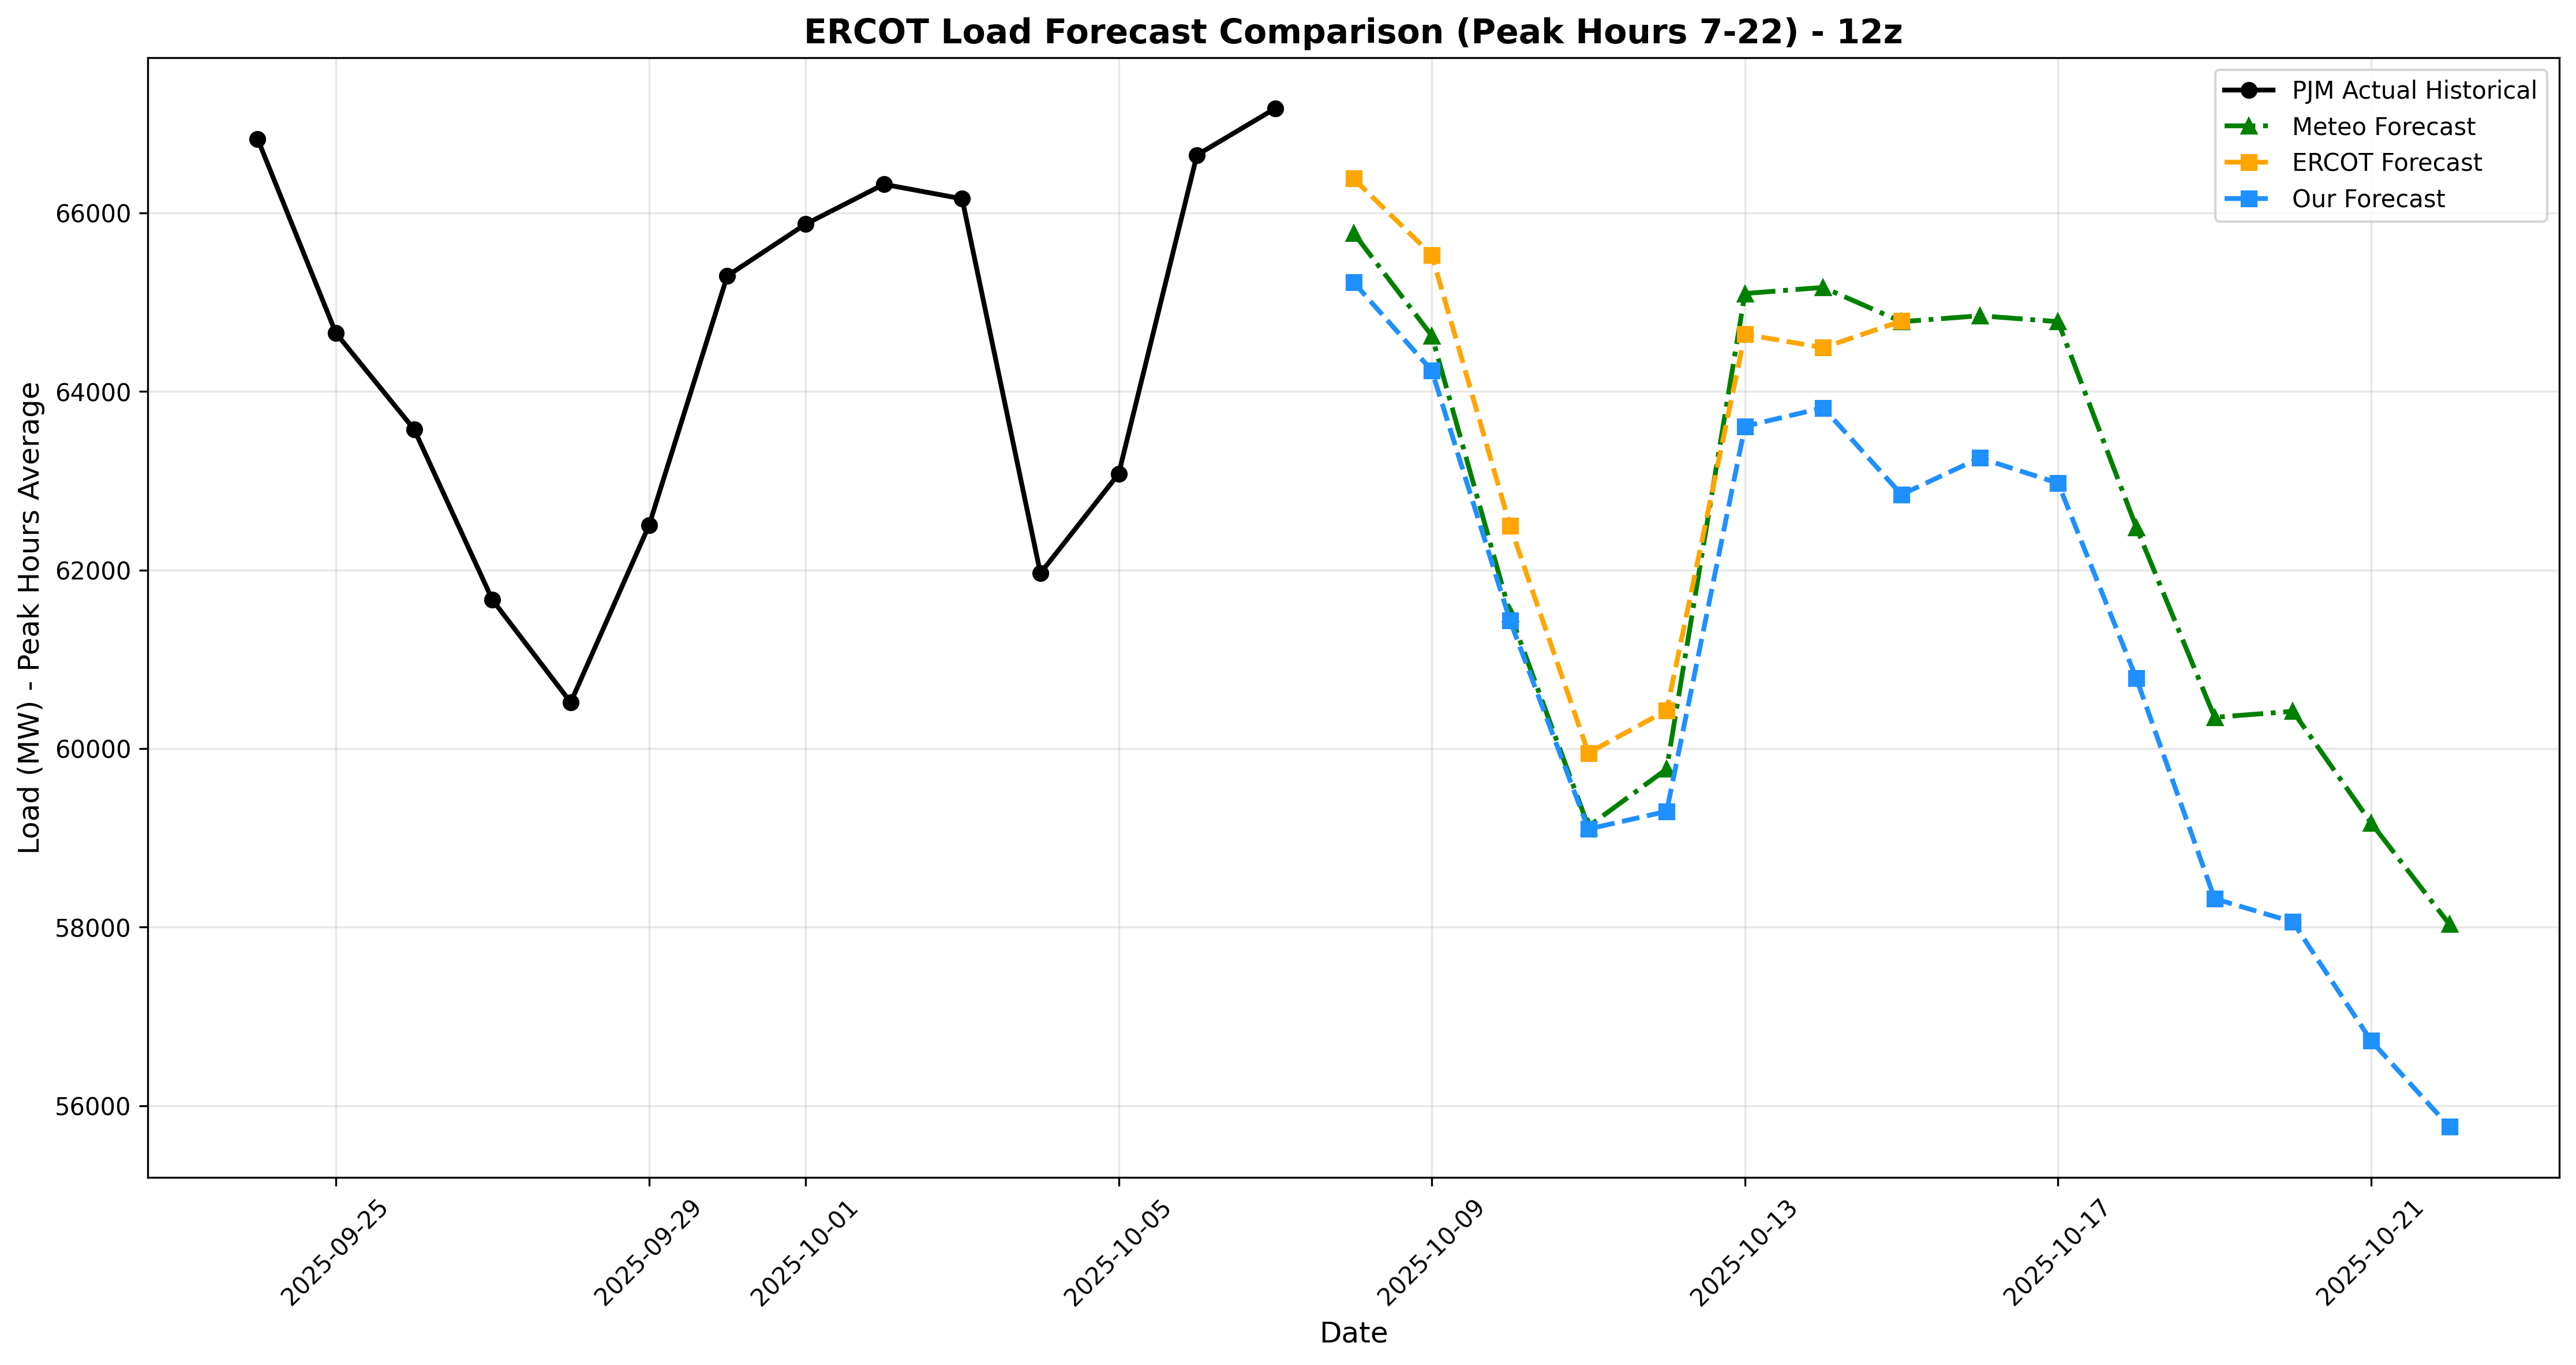 ERCOT Load Forecast Comparison (Peak Hours 7-22) - 12z
PJM Actual Historical
Meteo Forecast
ERCOT Forecast
Our Forecast
Load (MW) - Peak Hours Average
66000
64000
62000
60000
58000
56000
2025-09-25
2025-09-29
2025-10-01
2025-10-05
2025-10-09
2025-10-13
2025-10-17
2025-10-21
Date